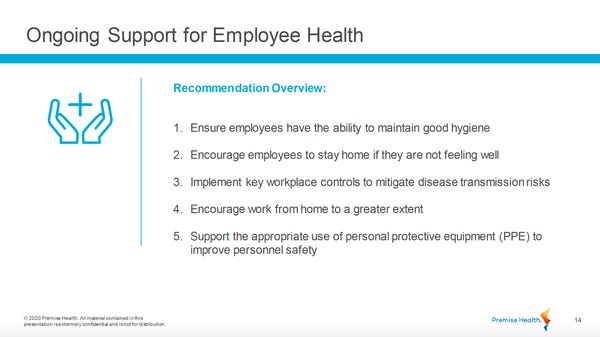 Ongoing Support for Employee Health
Recommendation Overview:
1. Ensure employees have the ability to maintain good hygiene
2. Encourage employees to stay home if they are not feeling well
3. Implement key workplace controls to mitigate disease transmission risks
4. Encourage work from home to a greater extent
5. Support the appropriate use of personal protective equipment (PPE) to
improve personnel safety
© 2020 Premise Health. All material contained in this
presentation is extremely confidential and is not for distribution.
Premise Health.
14